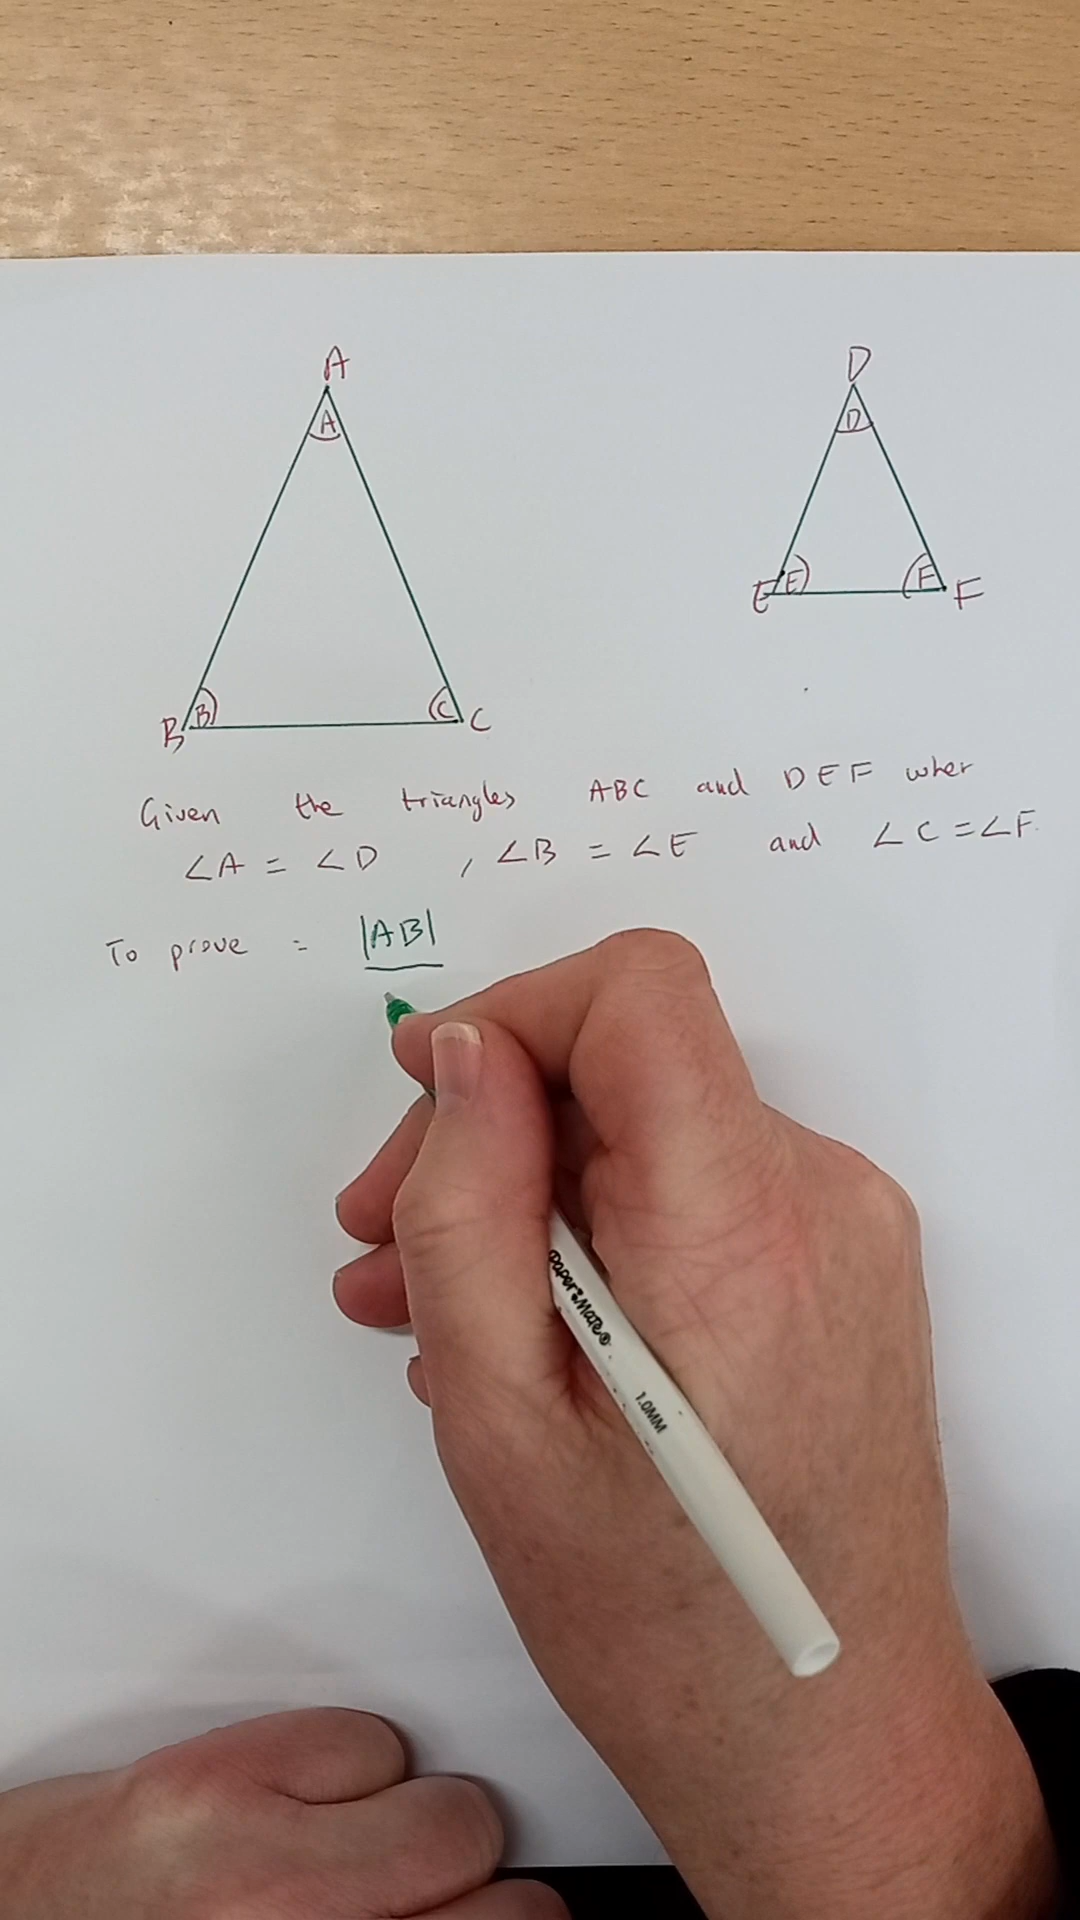 A
A
B
B
C
C
D
D
E
E
F
F
Given the triangles ABC and DEF wher
∠A = ∠D , ∠B = ∠E and ∠C = ∠F.
To prove = |AB|
Paper:Mate® 1.0MM